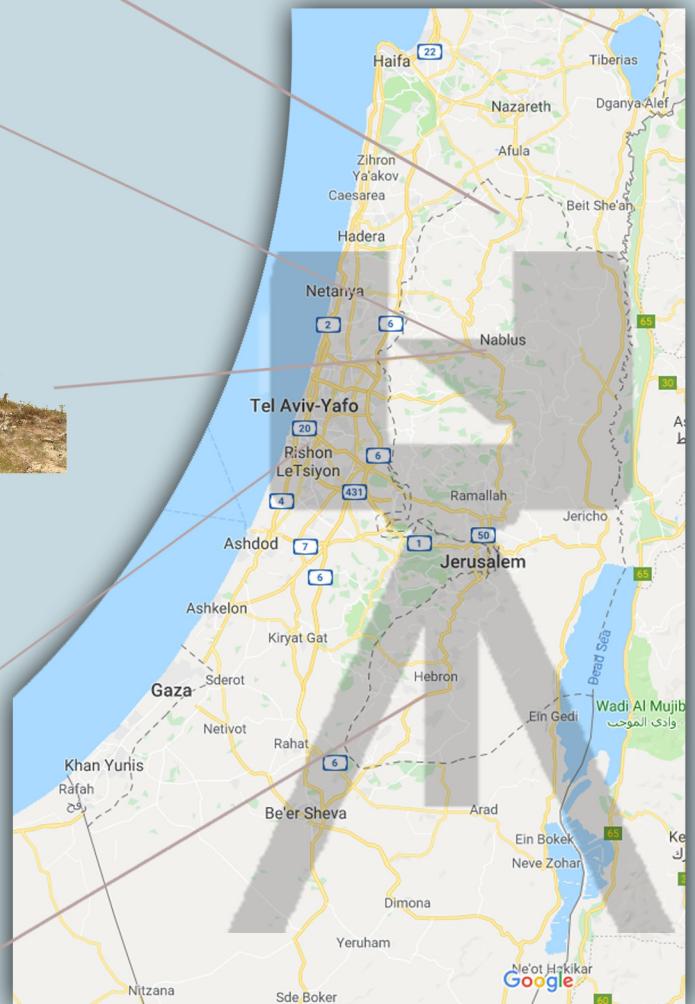 22
Haifa
Tiberias
Nazareth
Dganya Alef
Afula
Zihron
Ya'akov
Caesarea
Beit She'an
Hadera
Netanya
2
6
65
Nablus
30
Tel Aviv-Yafo
20
Rishon
LeTsiyon
6
431
4
Ramallah
Jericho
Ashdod
7
1
50
Jerusalem
6
65
Ashkelon
Kiryat Gat
Dead Sea
Hebron
Sderot
Gaza
Ein Gedi
Wadi Al Mujib
وادي الموجب
Netivot
Rahat
Khan Yunis
6
Rafah
رفح
Be'er Sheva
Arad
65
Ein Bokek
Neve Zohar
Dimona
Yeruham
Ne'ot Hakikar
Google
Nitzana
Sde Boker
60